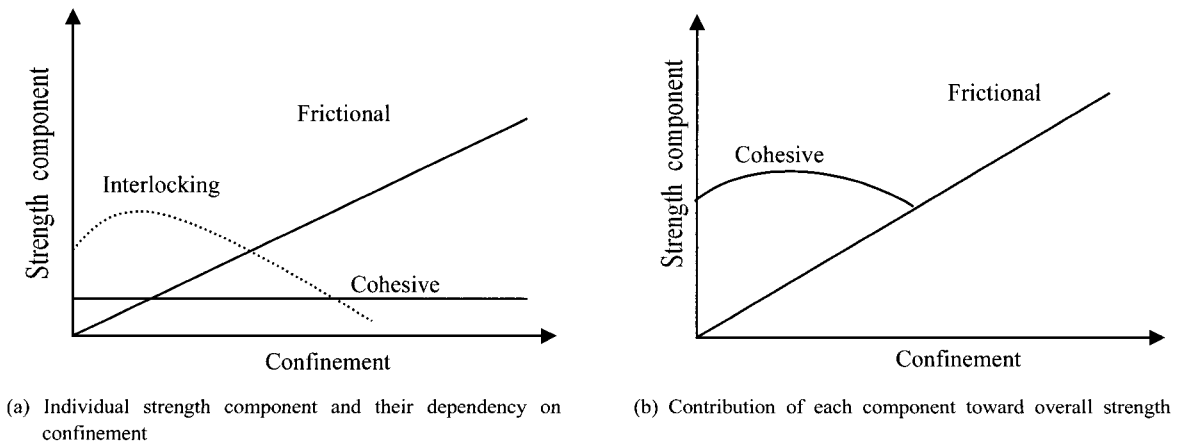 Strength component
Frictional
Interlocking
Cohesive
Confinement
(a) Individual strength component and their dependency on
confinement
Strength component
Frictional
Cohesive
Confinement
(b) Contribution of each component toward overall strength